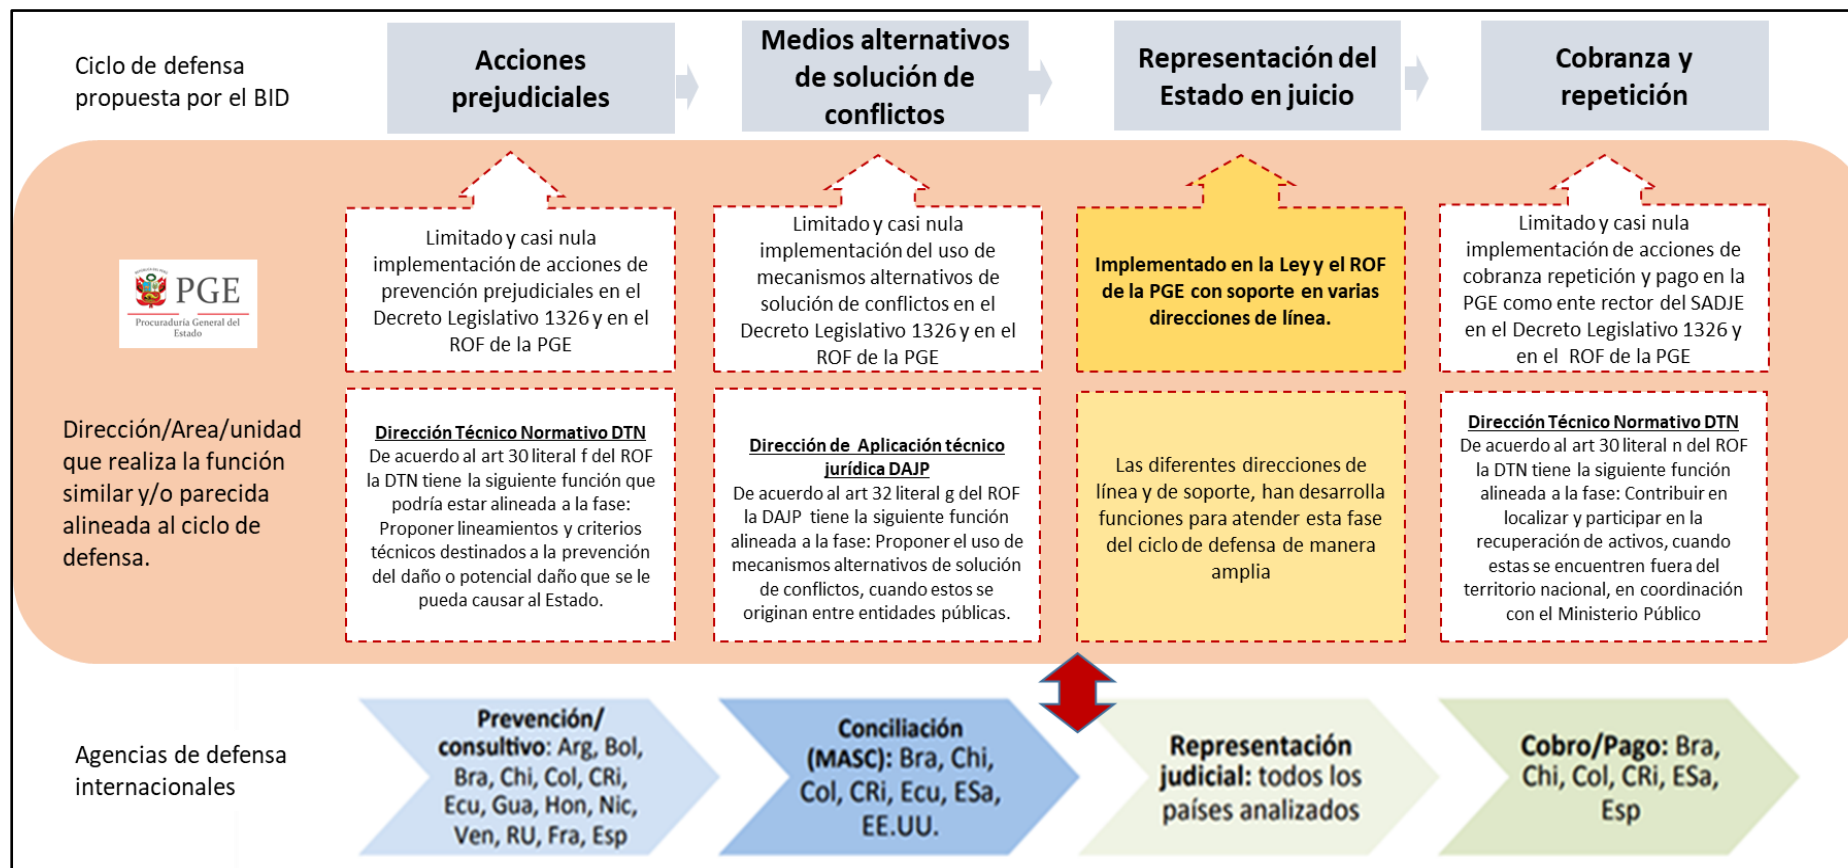 Ciclo de defensa
propuesta por el BID
Acciones
prejudiciales
Medios alternativos
de solución de
conflictos
Representación del
Estado en juicio
Cobranza y
repetición
PGE
Procuraduría General del
Estado
Limitado y casi nula
implementación de acciones de
prevención prejudiciales en el
Decreto Legislativo 1326 y en el
ROF de la PGE
Limitado y casi nula
implementación del uso de
mecanismos alternativos de
solución de conflictos en el
Decreto Legislativo 1326 y en el
ROF de la PGE
Implementado en la Ley y el ROF
de la PGE con soporte en varias
direcciones de línea.
Limitado y casi nula
implementación de acciones de
cobranza repetición y pago en la
PGE como ente rector del SADJE
en el Decreto Legislativo 1326 y
en el ROF de la PGE
Dirección/Area/unidad
que realiza la función
similar y/o parecida
alineada al ciclo de
defensa.
Dirección Técnico Normativo DTN
De acuerdo al art 30 literal f del ROF
la DTN tiene la siguiente función que
podría estar alineada a la fase:
Proponer lineamientos y criterios
técnicos destinados a la prevención
del daño o potencial daño que se le
pueda causar al Estado.
Dirección de Aplicación técnico
jurídica DAJP
De acuerdo al art 32 literal g del ROF
la DAJP tiene la siguiente función
alineada a la fase: Proponer el uso de
mecanismos alternativos de solución
de conflictos, cuando estos se
originan entre entidades públicas.
Las diferentes direcciones de
línea y de soporte, han desarrolla
funciones para atender esta fase
del ciclo de defensa de manera
amplia
Dirección Técnico Normativo DTN
De acuerdo al art 30 literal n del ROF
la DTN tiene la siguiente función
alineada a la fase: Contribuir en
localizar y participar en la
recuperación de activos, cuando
estas se encuentren fuera del
territorio nacional, en coordinación
con el Ministerio Público
Agencias de defensa
internacionales
Prevención/
consultivo: Arg, Bol,
Bra, Chi, Col, CRi,
Ecu, Gua, Hon, Nic,
Ven, RU, Fra, Esp
Conciliación
(MASC): Bra, Chi,
Col, CRi, Ecu, ESa,
EE.UU.
Representación
judicial: todos los
países analizados
Cobro/Pago: Bra,
Chi, Col, CRi, ESa,
Esp